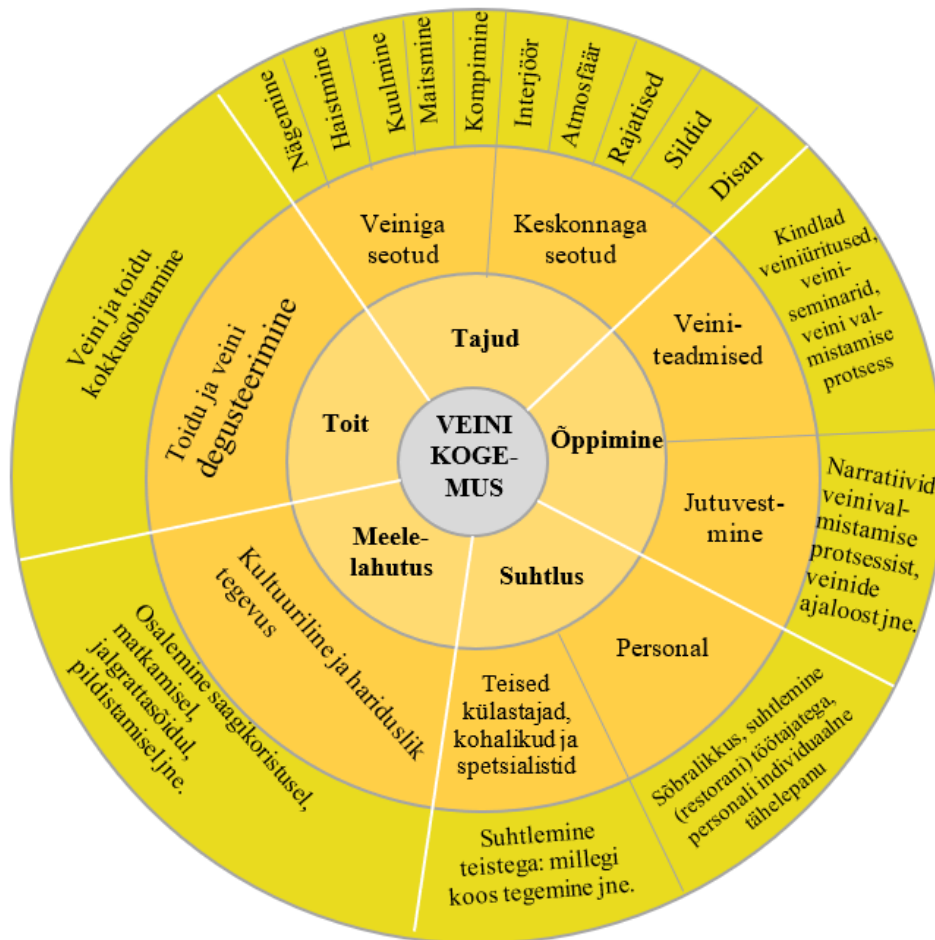 VEINI
KOGE-
MUS
Tajud
Õppimine
Suhtlus
Meele-
lahutus
Toit
Veiniga
seotud
Keskonnaga
seotud
Veini-
teadmised
Jutuvest-
mine
Personal
Teised
külastajad,
kohalikud ja
spetsialistid
Kultuuriline ja hariduslik
tegevus
Toidu ja veini
degusteerimine
Nägemine
Haistmine
Kuulmine
Maitsmine
Kompimine
Interjöör
Atmosfäär
Rajatised
Sildid
Disan
Kindlad
veiniüritused,
veini-
seminarid,
veini val-
mistamise
protsess
Narratiivid
veinival-
mistamise
protsessist,
veinide
ajaloost jne.
Sõbralikkus, suhtlemine
(restorani) töötajatega,
personali individuaalne
tähelepanu
Suhtlemine
teistega: millegi
koos tegemine jne.
Osalemine saagikoristusel,
matkamisel,
jalgrattasõidul,
pildistamisel jne.
Veini ja toidu
kokkusobitamine